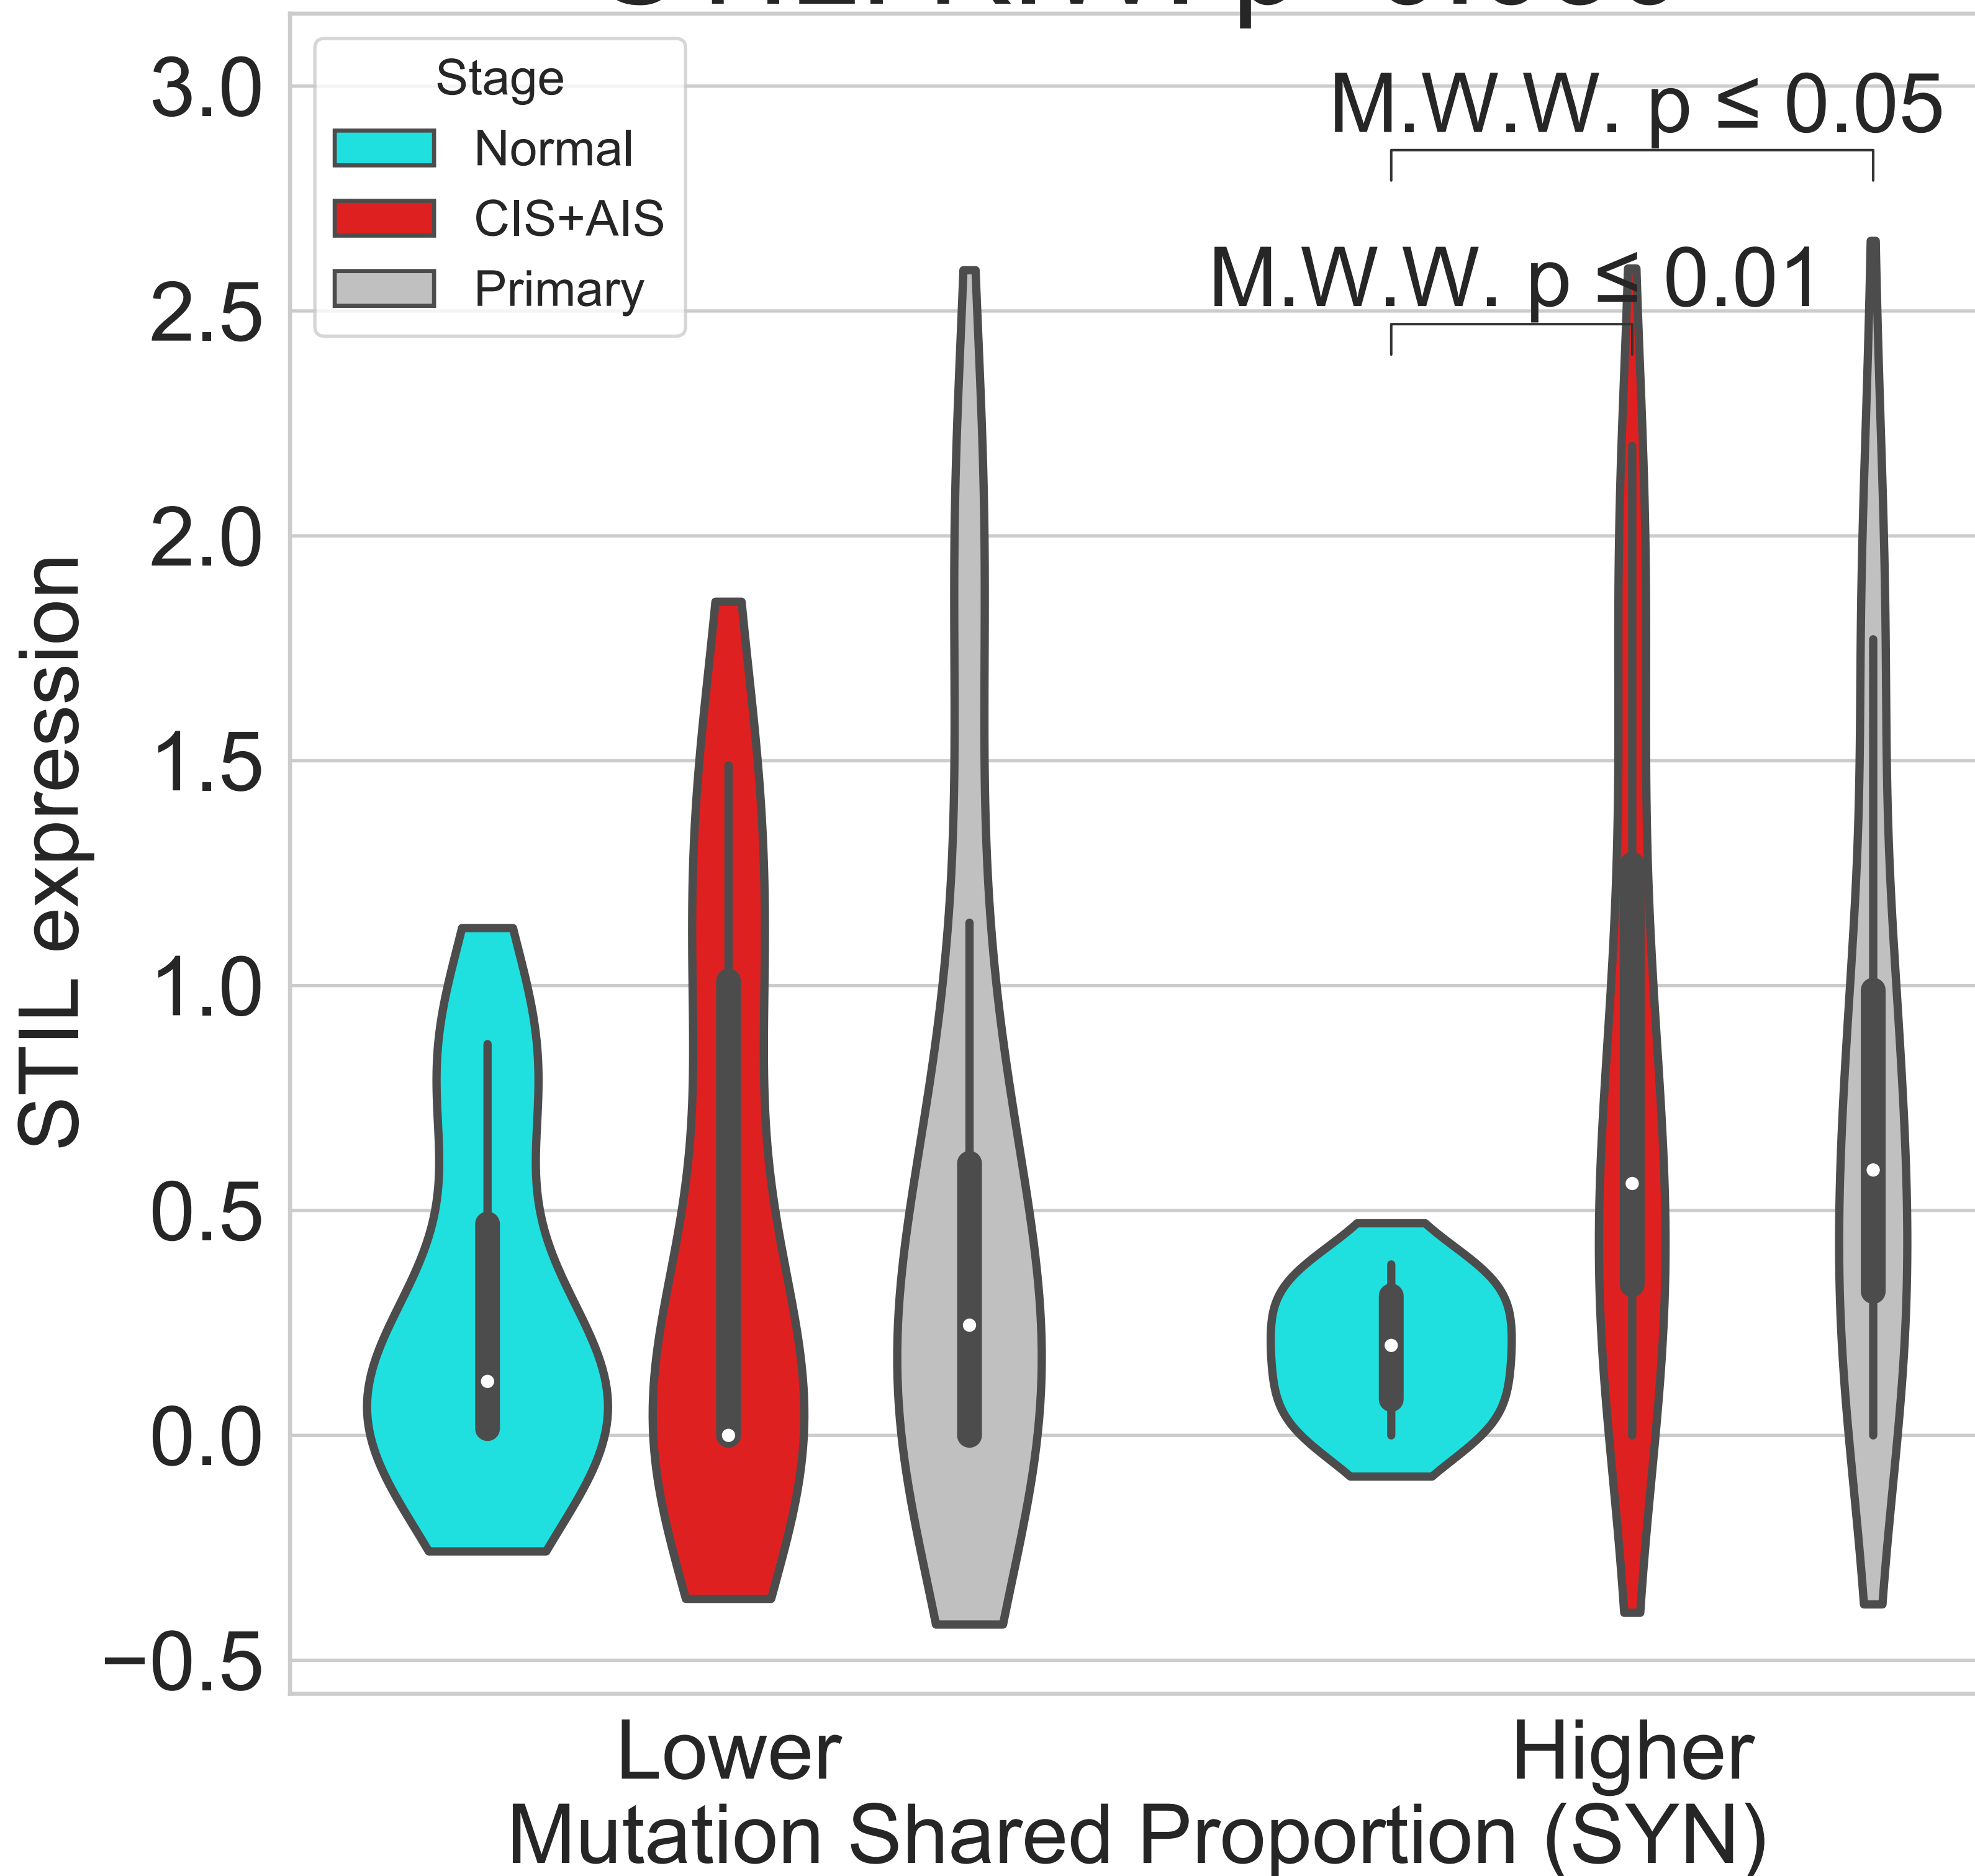 Stage
Normal
CIS+AIS
Primary
M.W.W. p ≤ 0.05
M.W.W. p ≤ 0.01
3.0
2.5
2.0
1.5
1.0
0.5
0.0
−0.5
STIL expression
Lower
Higher
Mutation Shared Proportion (SYN)